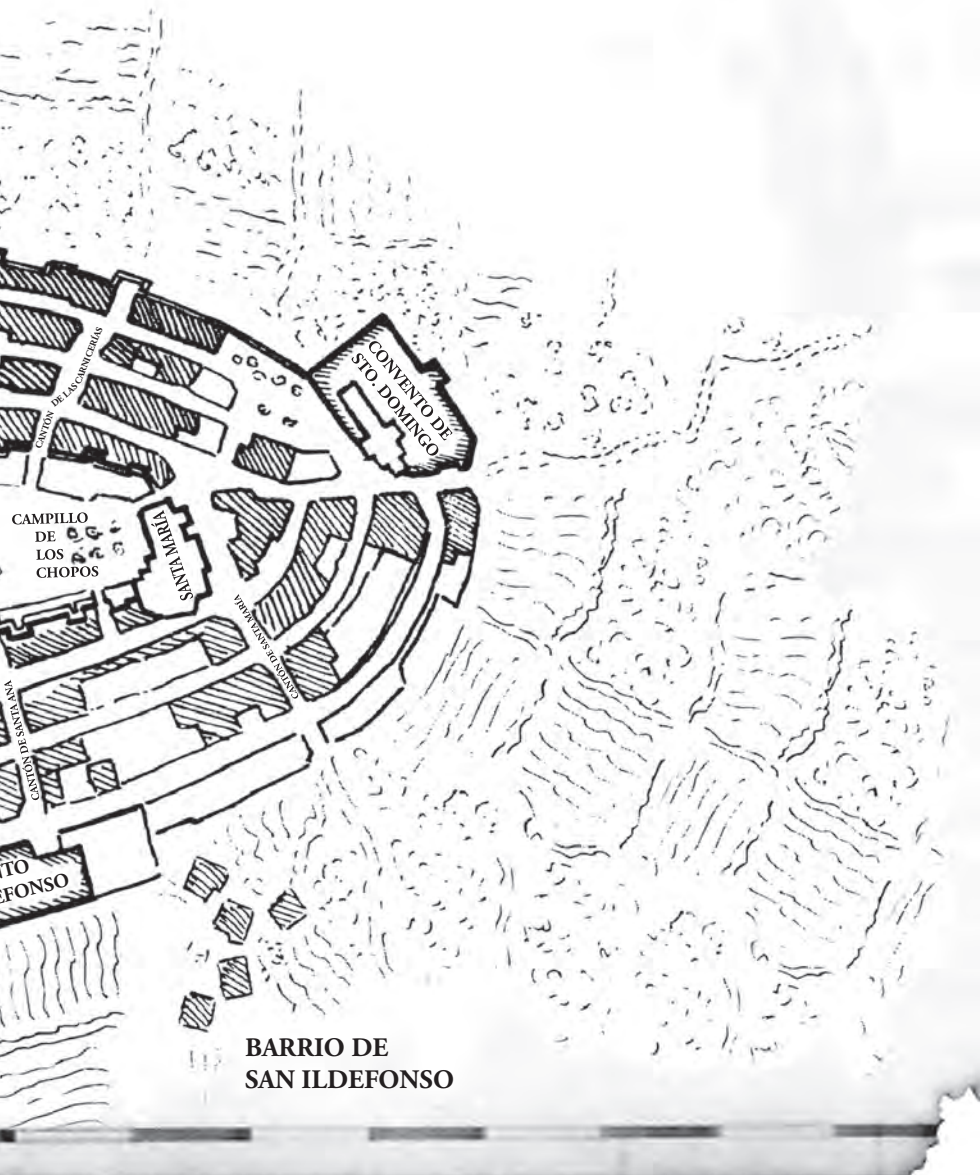 CONVENTO DE
STO. DOMINGO
CANTÓN DE LAS CARNICERÍAS
CAMPILLO
DE
LOS
CHOPOS
SANTA MARÍA
CANTÓN DE SANTA MARÍA
CANTÓN DE SANTA ANA
NTO
EFONSO
BARRIO DE
SAN ILDEFONSO